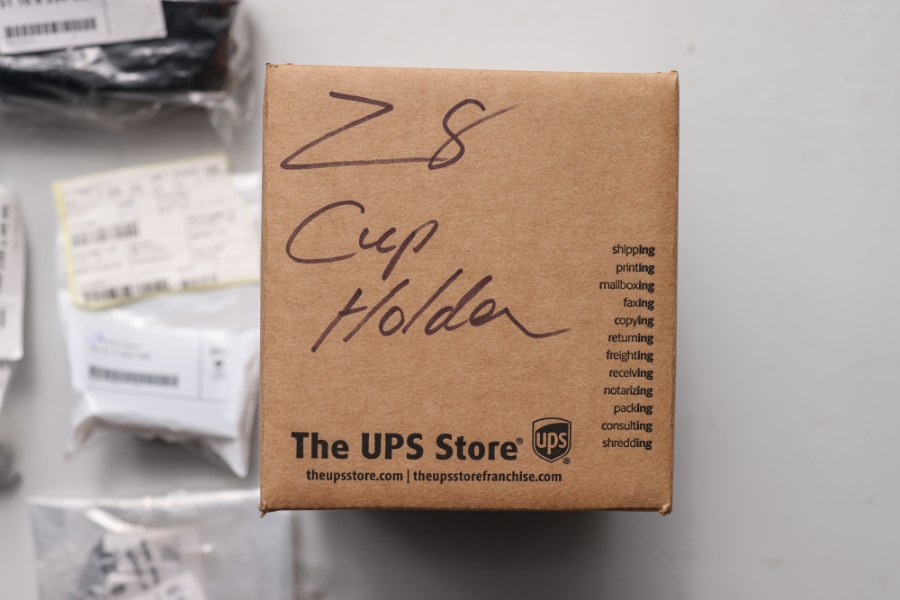 Z8
Cup
Holder
shipping
printing
mailboxing
faxing
copying
returning
freighting
receiving
notarizing
packing
consulting
shredding
The UPS Store®
ups®
theupsstore.com | theupsstorefranchise.com